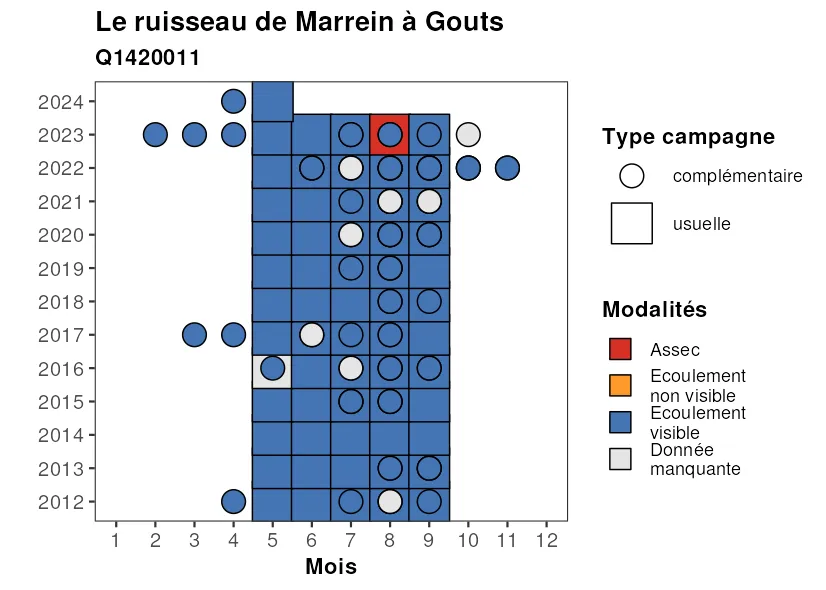 Le ruisseau de Marrein à Gouts
Q1420011
2024
2023
2022
2021
2020
2019
2018
2017
2016
2015
2014
2013
2012
1 2 3 4 5 6 7 8 9 10 11 12
Mois
Type campagne
complémentaire
usuelle
Modalités
Assec
Ecoulement
non visible
Ecoulement
visible
Donnée
manquante